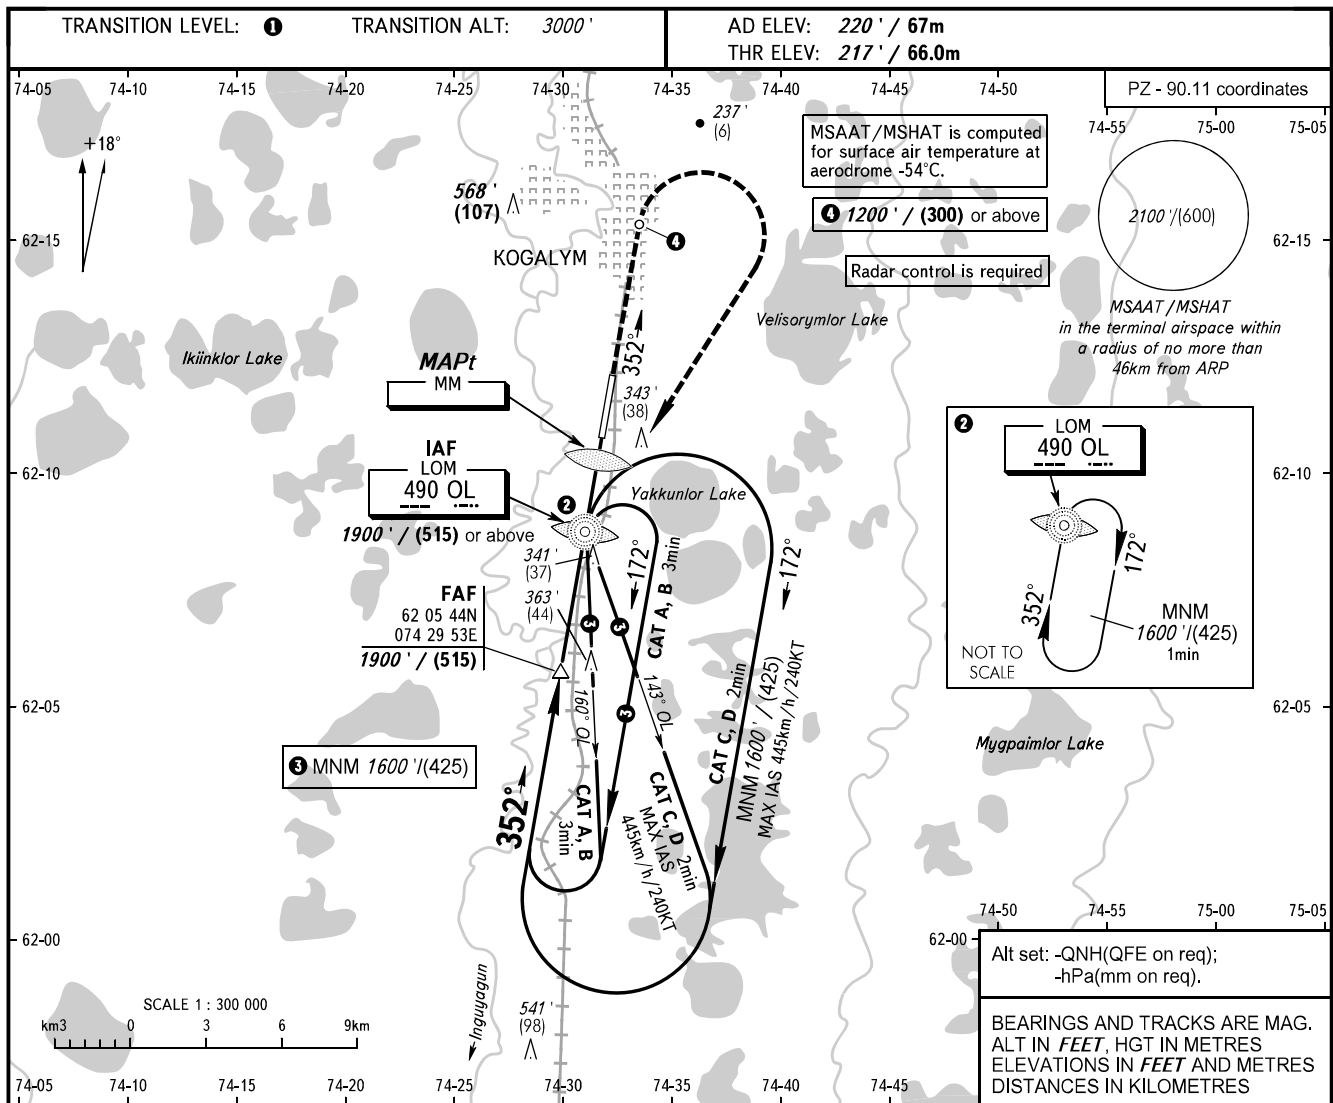 TRANSITION LEVEL: ❶ TRANSITION ALT: 3000'
AD ELEV: 220' / 67m
THR ELEV: 217' / 66.0m
74-05 74-10 74-15 74-20 74-25 74-30 74-35 74-40 74-45 74-50
PZ - 90.11 coordinates
74-55 75-00 75-05
+18°
237'
(6)
MSAAT/MSHAT is computed
for surface air temperature at
aerodrome -54°C.
❹ 1200' / (300) or above
Radar control is required
2100'/(600)
MSAAT/MSHAT
in the terminal airspace within
a radius of no more than
46km from ARP
568'
(107)
62-15
62-15
❹
KOGALYM
Velisorymlor Lake
Ikiinklor Lake
352°
343'
(38)
MAPt
MM
IAF
LOM
490 OL
1900' / (515) or above
❷
62-10
62-10
Yakkunlor Lake
341'
(37)
363'
(44)
FAF
62 05 44N
074 29 53E
1900' / (515)
172°
CAT A, B 3min
172°
❸
❸
❸
160° OL
143° OL
CAT C, D 2min
MNM 1600' / (425)
MAX IAS 445km/h/240KT
❷
LOM
490 OL
172°
352°
MNM
1600'/(425)
1min
NOT TO
SCALE
62-05
62-05
Mygpaimlor Lake
❸ MNM 1600'/(425)
352°
CAT A, B
3min
CAT C, D 2min
MAX IAS
445km/h/240KT
74-50 74-55 75-00 75-05
62-00
62-00
Inguyagun
541'
(98)
SCALE 1 : 300 000
km3 0 3 6 9km
Alt set: -QNH(QFE on req);
-hPa(mm on req).
BEARINGS AND TRACKS ARE MAG.
ALT IN FEET, HGT IN METRES
ELEVATIONS IN FEET AND METRES
DISTANCES IN KILOMETRES
74-05 74-10 74-15 74-20 74-25 74-30 74-35 74-40 74-45